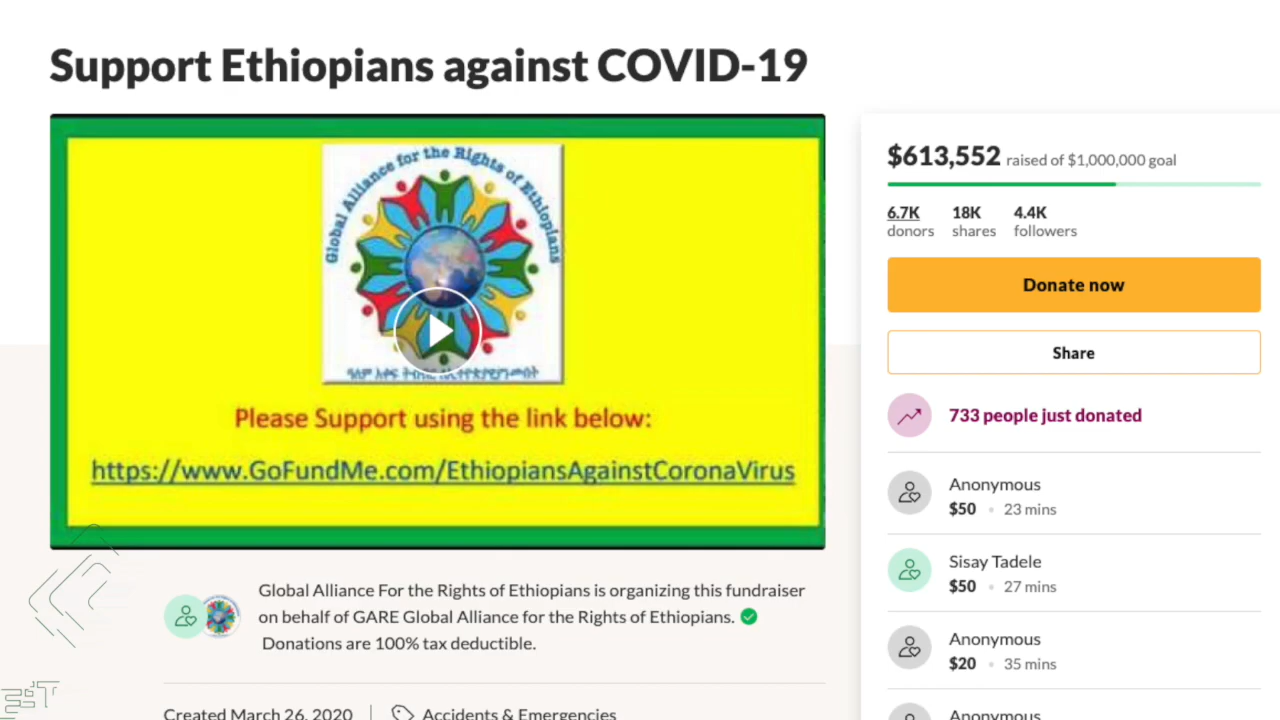 Support Ethiopians against COVID-19
Global Alliance for the Rights of Ethiopians
Please Support using the link below:
https://www.GoFundMe.com/EthiopiansAgainstCoronaVirus
Global Alliance For the Rights of Ethiopians is organizing this fundraiser
on behalf of GARE Global Alliance for the Rights of Ethiopians.
Donations are 100% tax deductible.
Created March 26, 2020 | Accidents & Emergencies
$613,552 raised of $1,000,000 goal
6.7K 18K 4.4K
donors shares followers
Donate now
Share
733 people just donated
Anonymous
$50 • 23 mins
Sisay Tadele
$50 • 27 mins
Anonymous
$20 • 35 mins
Anonymous